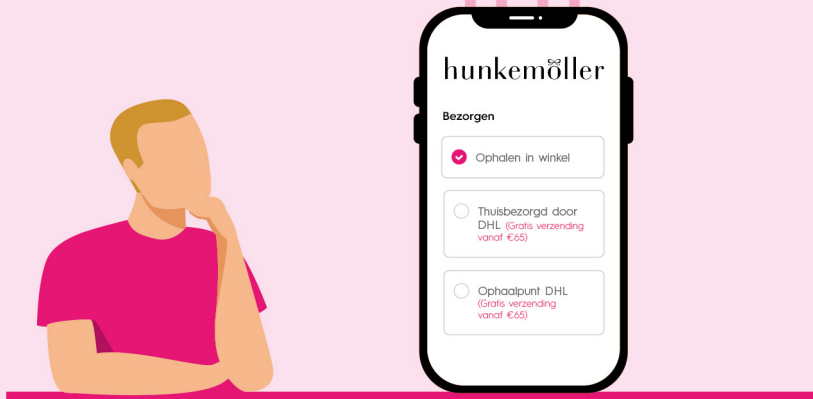 hunkemöller
Bezorgen
Ophalen in winkel
Thuisbezorgd door
DHL (Gratis verzending
vanaf €65)
Ophaalpunt DHL
(Gratis verzending
vanaf €65)